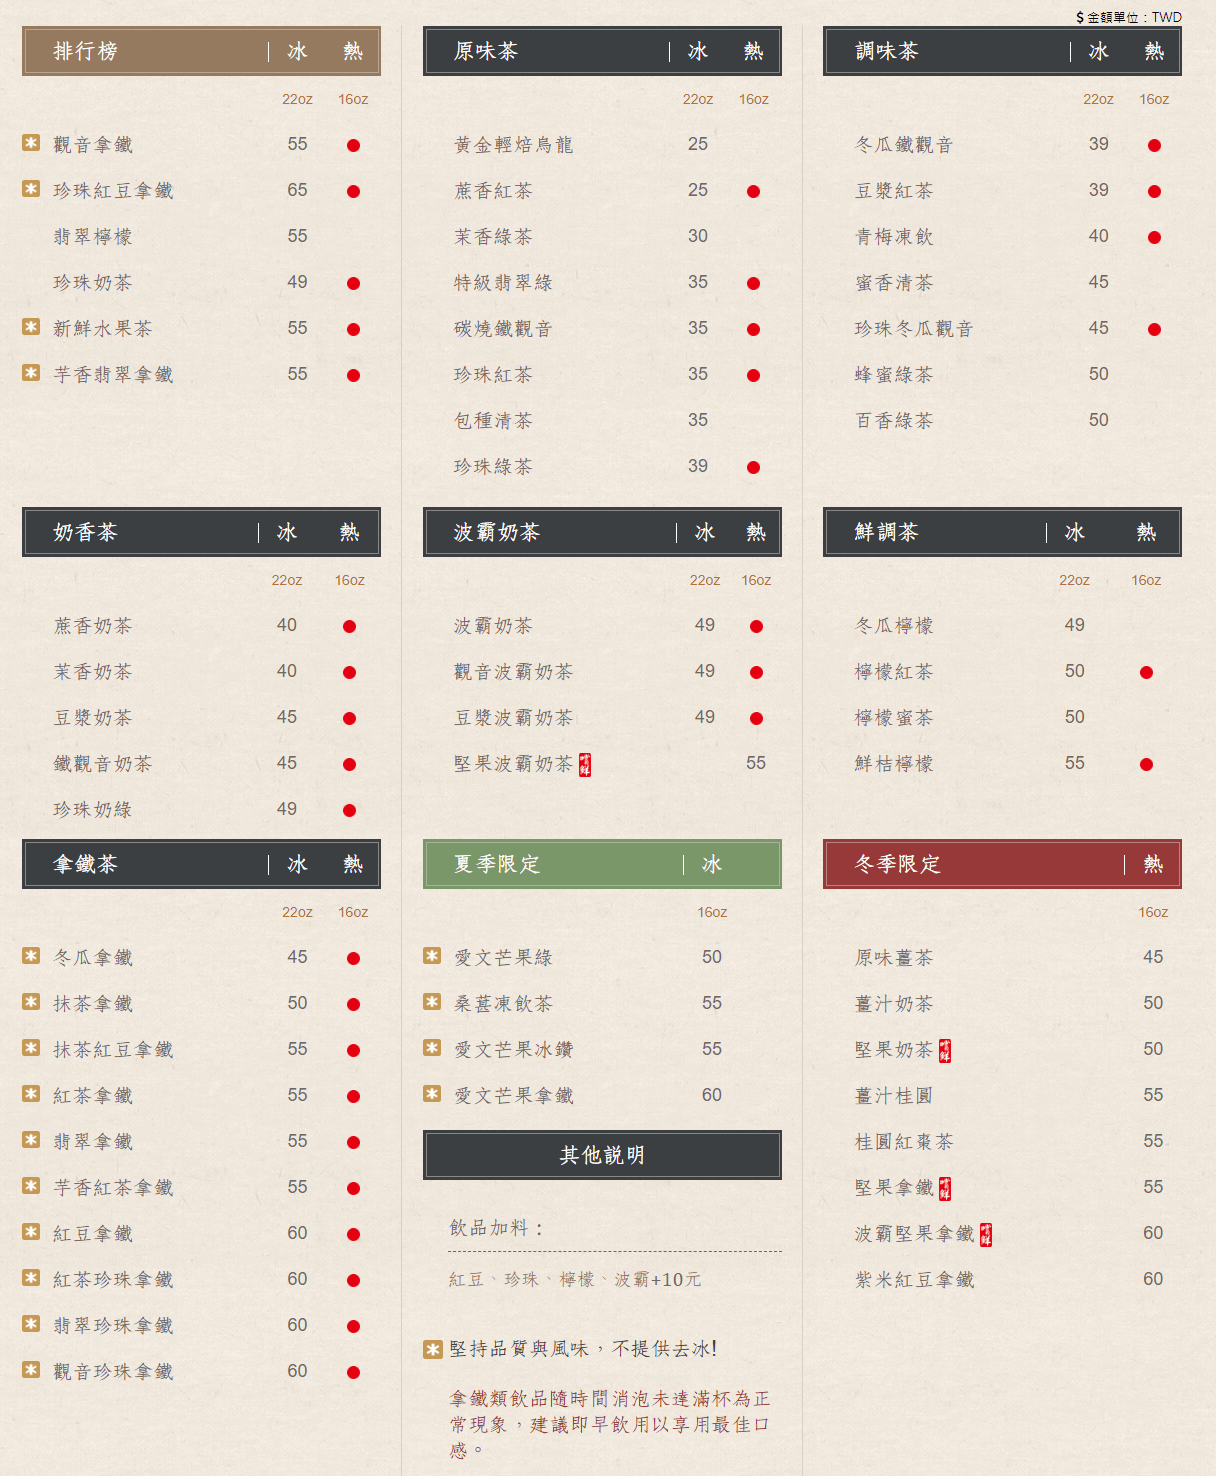 $ 金額單位：TWD
排行榜 冰 熱
22oz 16oz
觀音拿鐵 55
珍珠紅豆拿鐵 65
翡翠檸檬 55
珍珠奶茶 49
新鮮水果茶 55
芋香翡翠拿鐵 55
原味茶 冰 熱
22oz 16oz
黃金輕焙烏龍 25
蔗香紅茶 25
茉香綠茶 30
特級翡翠綠 35
碳燒鐵觀音 35
珍珠紅茶 35
包種清茶 35
珍珠綠茶 39
調味茶 冰 熱
22oz 16oz
冬瓜鐵觀音 39
豆漿紅茶 39
青梅凍飲 40
蜜香清茶 45
珍珠冬瓜觀音 45
蜂蜜綠茶 50
百香綠茶 50
奶香茶 冰 熱
22oz 16oz
蔗香奶茶 40
茉香奶茶 40
豆漿奶茶 45
鐵觀音奶茶 45
珍珠奶綠 49
波霸奶茶 冰 熱
22oz 16oz
波霸奶茶 49
觀音波霸奶茶 49
豆漿波霸奶茶 49
堅果波霸奶茶 嚐鮮 55
鮮調茶 冰 熱
22oz 16oz
冬瓜檸檬 49
檸檬紅茶 50
檸檬蜜茶 50
鮮桔檸檬 55
拿鐵茶 冰 熱
22oz 16oz
冬瓜拿鐵 45
抹茶拿鐵 50
抹茶紅豆拿鐵 55
紅茶拿鐵 55
翡翠拿鐵 55
芋香紅茶拿鐵 55
紅豆拿鐵 60
紅茶珍珠拿鐵 60
翡翠珍珠拿鐵 60
觀音珍珠拿鐵 60
夏季限定 冰
16oz
愛文芒果綠 50
桑葚凍飲茶 55
愛文芒果冰鑽 55
愛文芒果拿鐵 60
其他說明
飲品加料：
紅豆、珍珠、檸檬、波霸+10元
堅持品質與風味，不提供去冰!
拿鐵類飲品隨時間消泡未達滿杯為正
常現象，建議即早飲用以享用最佳口
感。
冬季限定 熱
16oz
原味薑茶 45
薑汁奶茶 50
堅果奶茶 嚐鮮 50
薑汁桂圓 55
桂圓紅棗茶 55
堅果拿鐵 嚐鮮 55
波霸堅果拿鐵 嚐鮮 60
紫米紅豆拿鐵 60